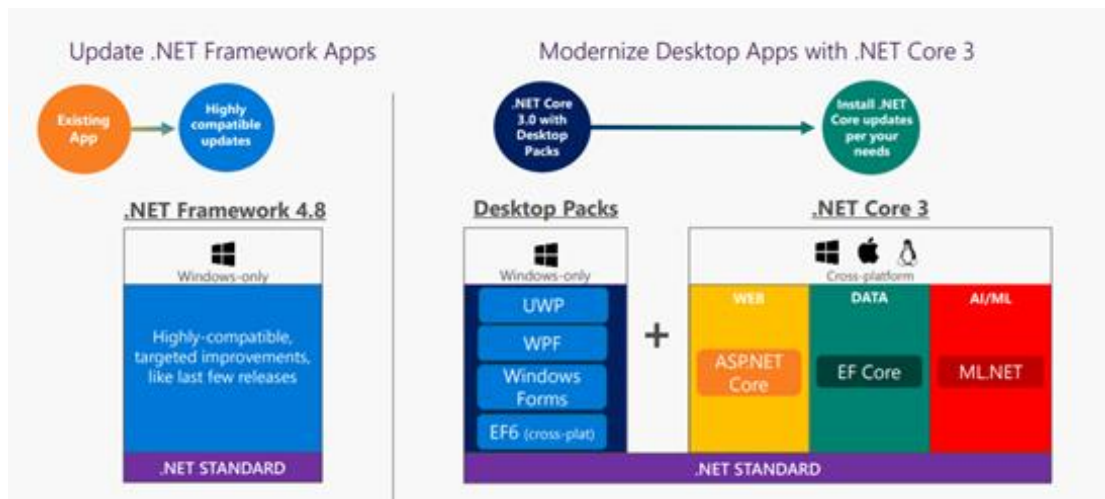 Update .NET Framework Apps
Existing
App
Highly
compatible
updates
.NET Framework 4.8
Windows-only
Highly-compatible,
targeted improvements,
like last few releases
.NET STANDARD
Modernize Desktop Apps with .NET Core 3
.NET Core
3.0 with
Desktop
Packs
Install .NET
Core updates
per your
needs
Desktop Packs
Windows-only
UWP
WPF
Windows
Forms
EF6 (cross-plat)
+
.NET Core 3
Cross-platform
WEB
ASP.NET
Core
DATA
EF Core
AI/ML
ML.NET
.NET STANDARD